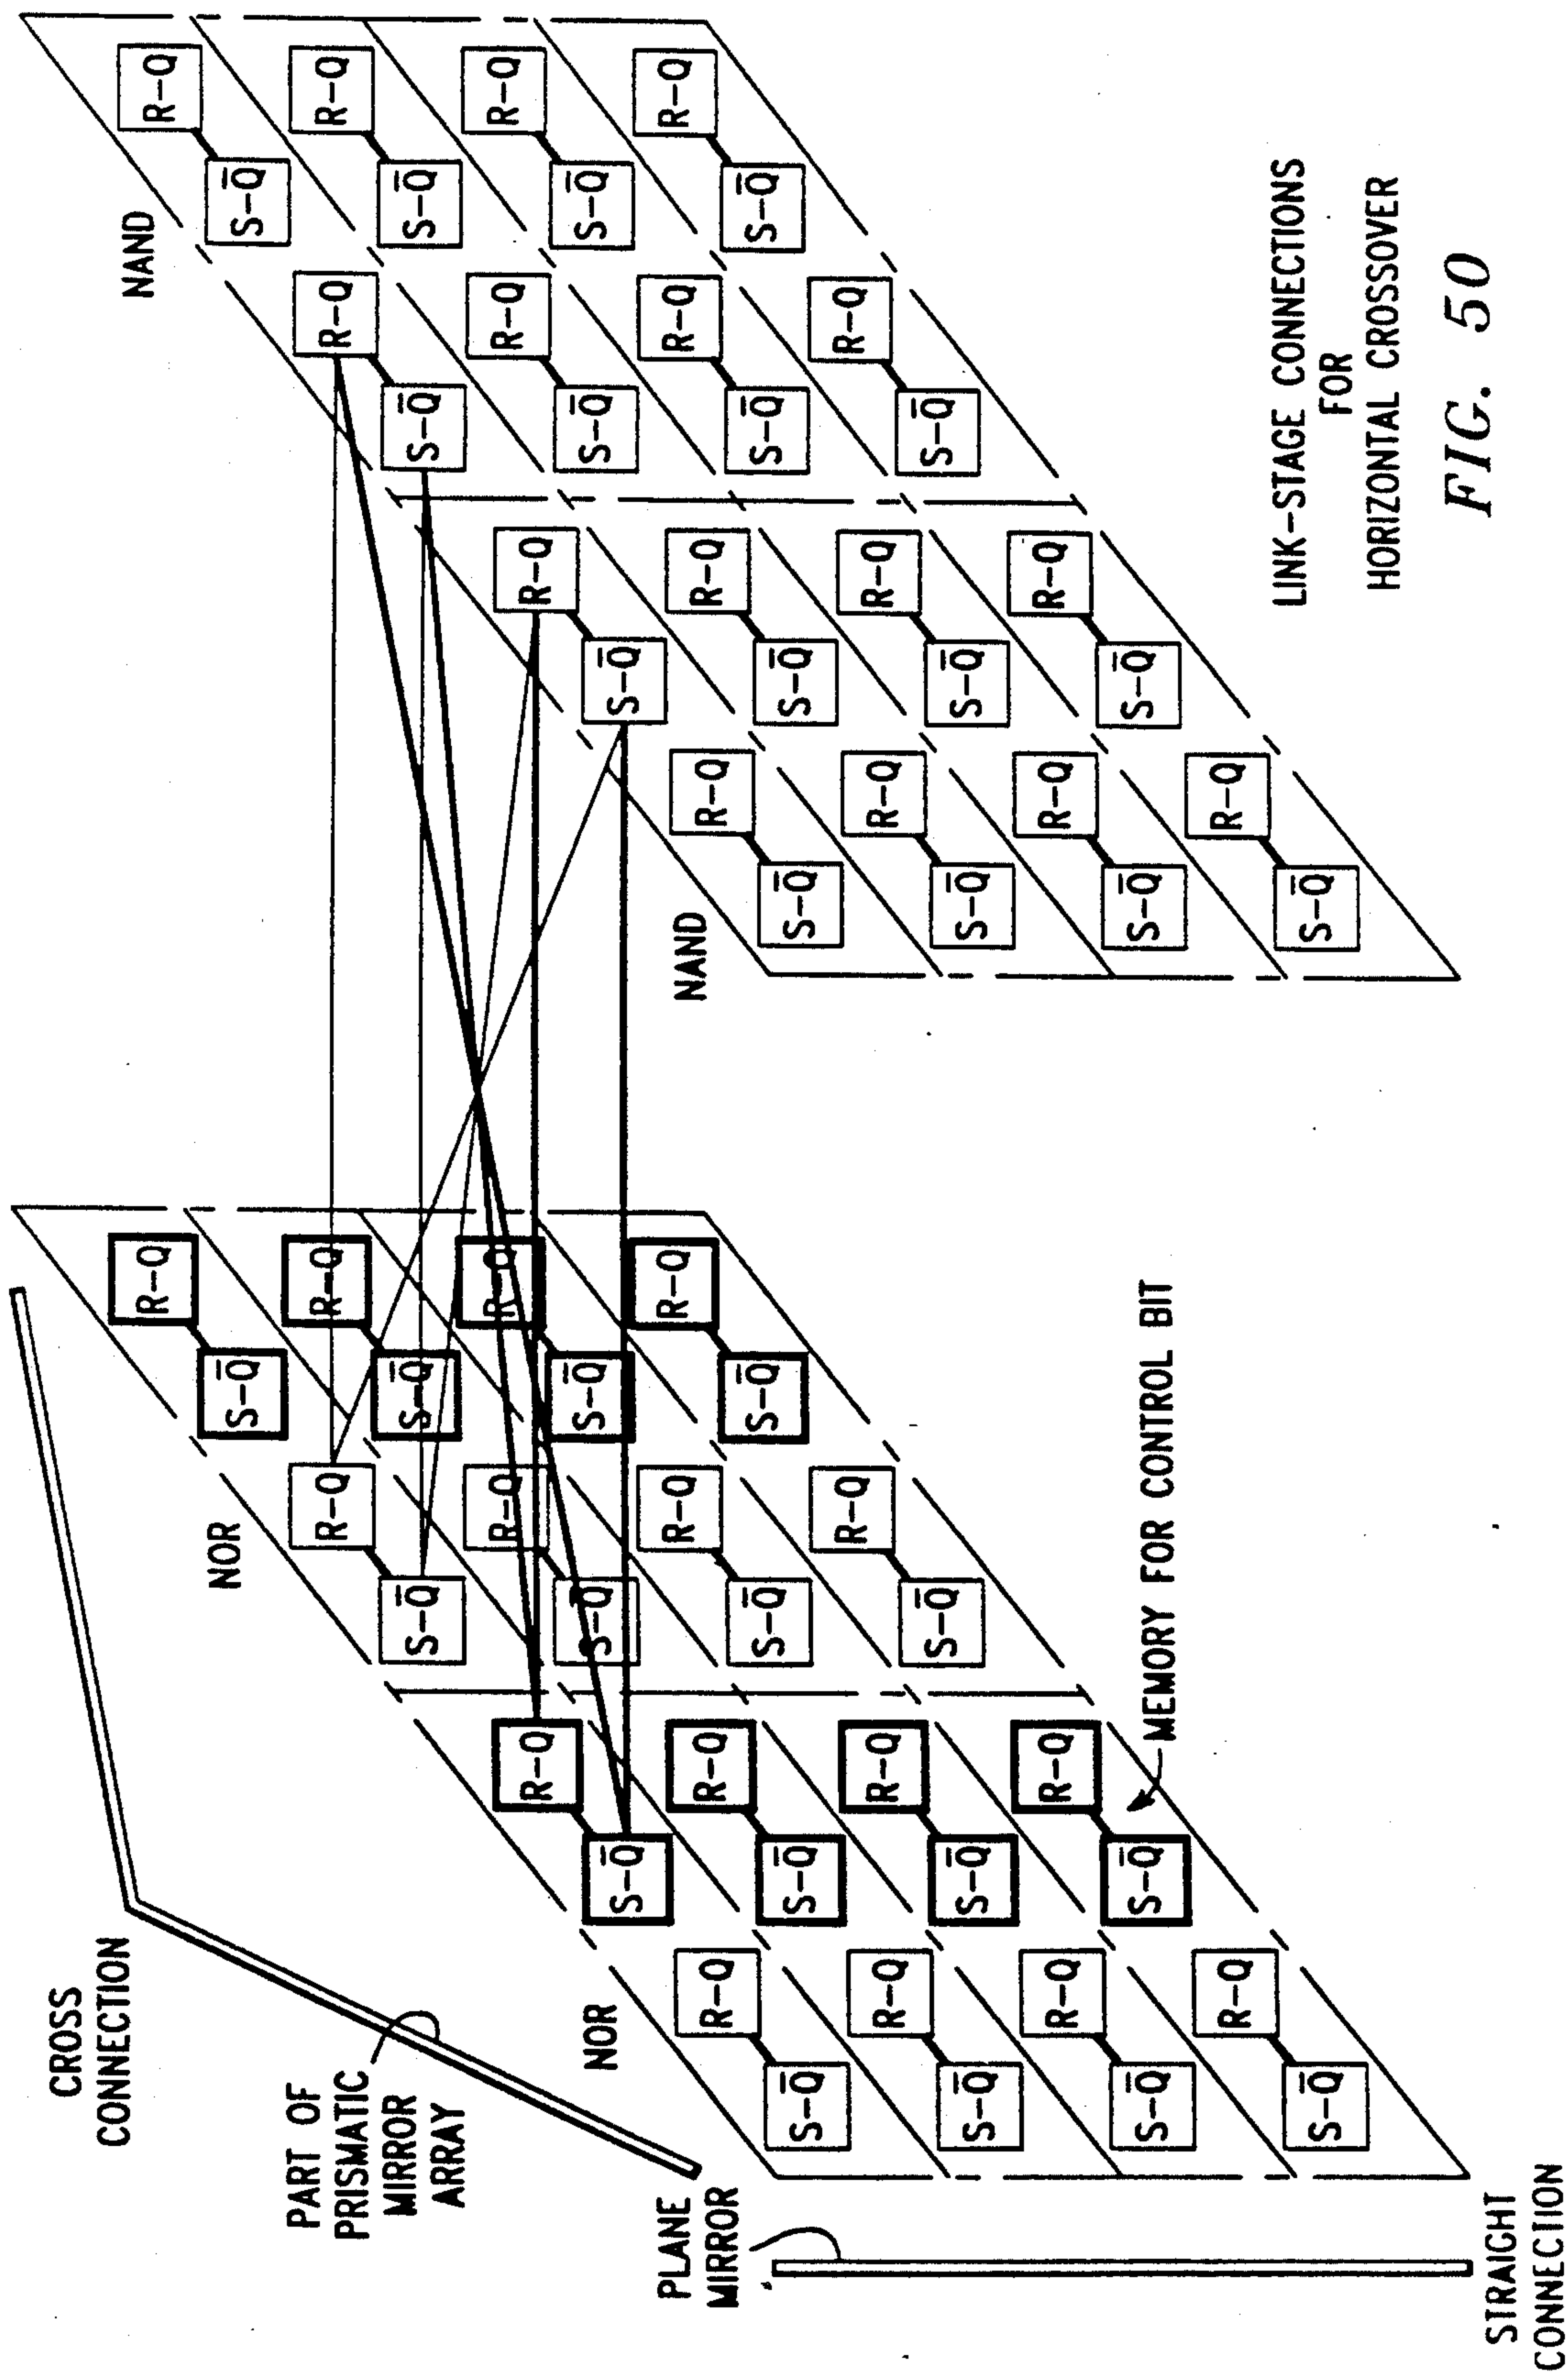 CROSS
CONNECTION
PART OF
PRISMATIC
MIRROR
ARRAY
PLANE
MIRROR
STRAIGHT
CONNECTION
NOR
R-Q
S-Q̄
R-Q
S-Q̄
R-Q
S-Q̄
R-Q
S-Q̄
R-Q
S-Q̄
R-Q
S-Q̄
R-Q
S-Q̄
R-Q
S-Q̄
NOR
R-Q
S-Q̄
R-Q
S-Q̄
R-Q
S-Q̄
R-Q
S-Q̄
R-Q
S-Q̄
R-Q
S-Q̄
R-Q
S-Q̄
R-Q
S-Q̄
MEMORY FOR CONTROL BIT
NAND
R-Q
S-Q̄
R-Q
S-Q̄
R-Q
S-Q̄
R-Q
S-Q̄
R-Q
S-Q̄
R-Q
S-Q̄
R-Q
S-Q̄
R-Q
S-Q̄
NAND
R-Q
S-Q̄
R-Q
S-Q̄
R-Q
S-Q̄
R-Q
S-Q̄
R-Q
S-Q̄
R-Q
S-Q̄
R-Q
S-Q̄
R-Q
S-Q̄
LINK-STAGE CONNECTIONS
FOR
HORIZONTAL CROSSOVER
FIG. 50